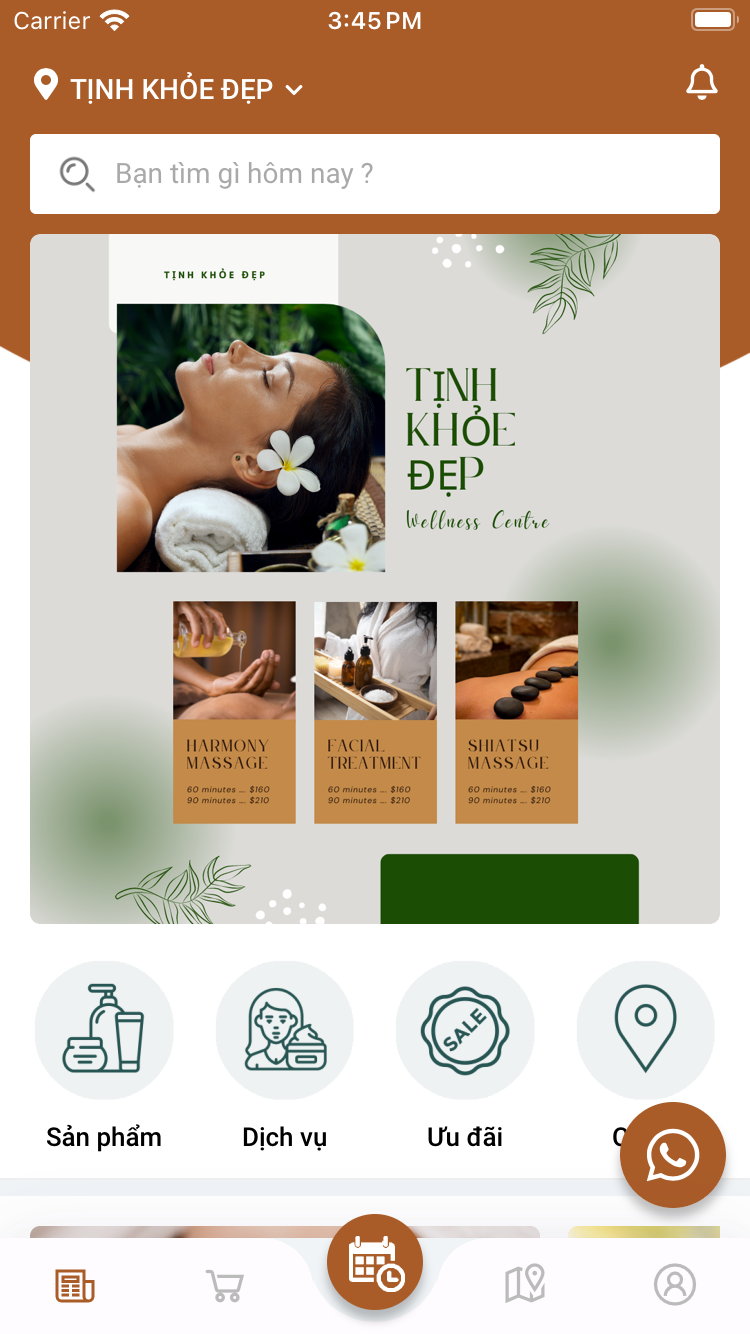 Carrier 3:45 PM
TỊNH KHỎE ĐẸP
Bạn tìm gì hôm nay ?
TỊNH KHỎE ĐẸP
TỊNH
KHỎE
ĐẸP
Wellness Centre
HARMONY
MASSAGE
60 minutes ... $160
90 minutes ... $210
FACIAL
TREATMENT
60 minutes ... $160
90 minutes ... $210
SHIATSU
MASSAGE
60 minutes ... $160
90 minutes ... $210
SALE
Sản phẩm
Dịch vụ
Ưu đãi